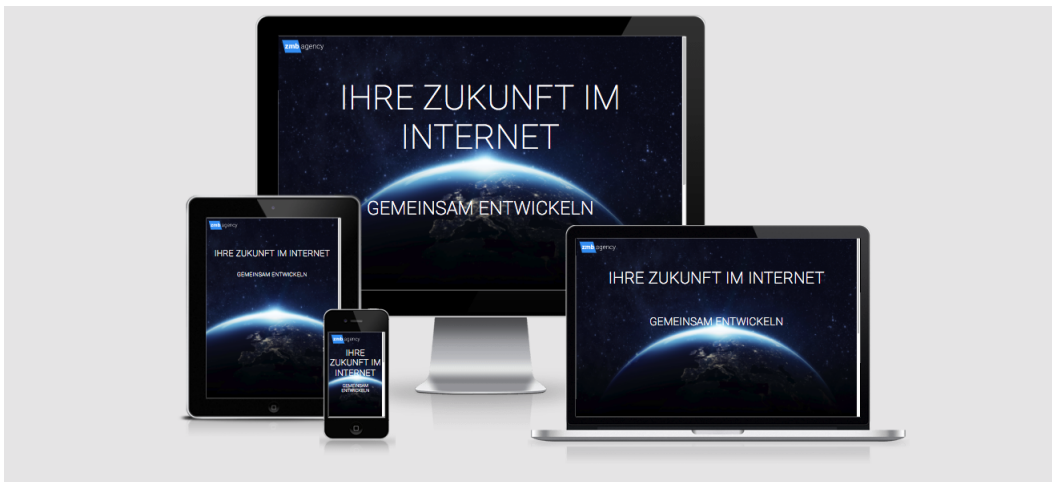 zmb agency
IHRE ZUKUNFT IM
INTERNET
GEMEINSAM ENTWICKELN
zmb agency
IHRE ZUKUNFT IM INTERNET
GEMEINSAM ENTWICKELN
zmb agency
IHRE
ZUKUNFT IM
INTERNET
GEMEINSAM
ENTWICKELN
zmb agency
IHRE ZUKUNFT IM INTERNET
GEMEINSAM ENTWICKELN